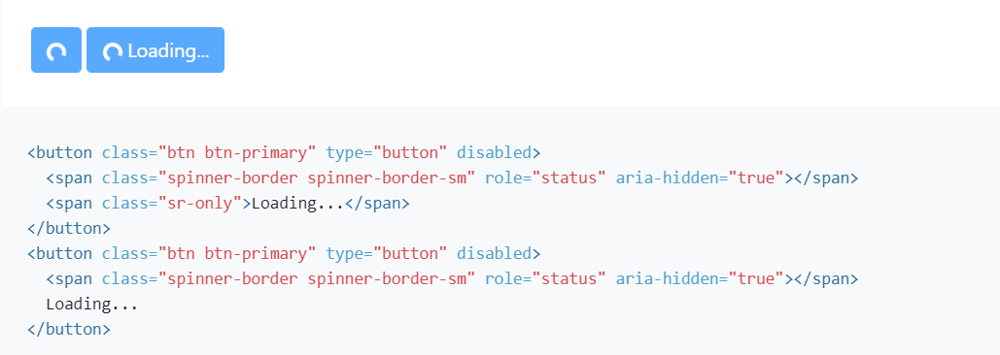 Loading...
<button class="btn btn-primary" type="button" disabled>
  <span class="spinner-border spinner-border-sm" role="status" aria-hidden="true"></span>
  <span class="sr-only">Loading...</span>
</button>
<button class="btn btn-primary" type="button" disabled>
  <span class="spinner-border spinner-border-sm" role="status" aria-hidden="true"></span>
  Loading...
</button>